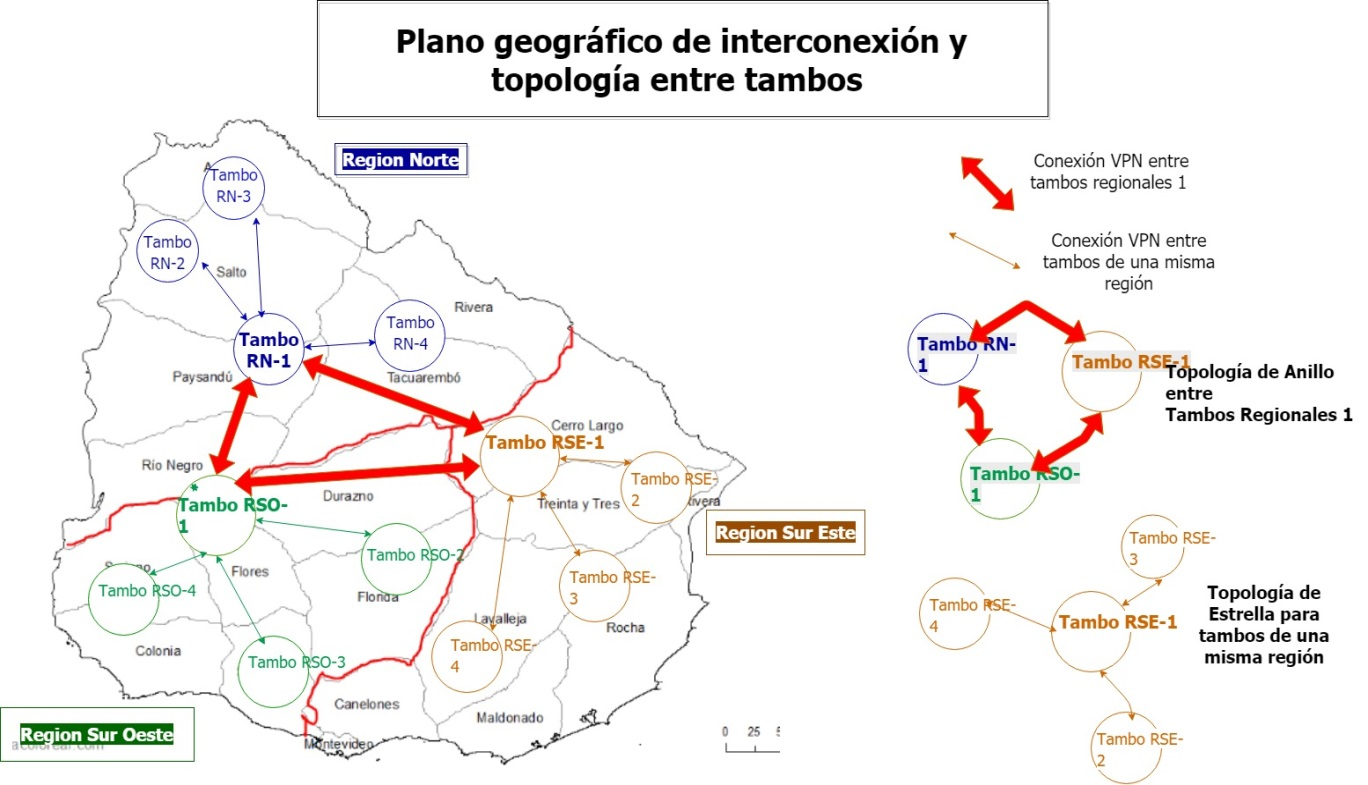 Plano geográfico de interconexión y
topología entre tambos
Region Norte
Conexión VPN entre
tambos regionales 1
Conexión VPN entre
tambos de una misma
región
A
Tambo
RN-3
Tambo
RN-2
Salto
Rivera
Tambo
RN-4
Tambo
RN-1
Paysandú
Tacuarembó
Tambo RN-
1
Tambo RSE-1
Topología de Anillo
entre
Tambos Regionales 1
Tambo RSO-
1
Cerro Largo
Tambo RSE-1
Río Negro
Durazno
Tambo RSO-
1
Tambo RSE-
2
Treinta y Tres
Rivera
Region Sur Este
Tambo RSO-2
Flores
Florida
Tambo RSO-4
Tambo RSE-
3
Lavalleja
Rocha
Tambo RSE-
4
Colonia
Tambo RSO-3
Canelones
Maldonado
Montevideo
Region Sur Oeste
acolorear.com
0 25
Tambo RSE-
3
Tambo RSE-
4
Tambo RSE-1
Topología de
Estrella para
tambos de una
misma región
Tambo RSE-
2